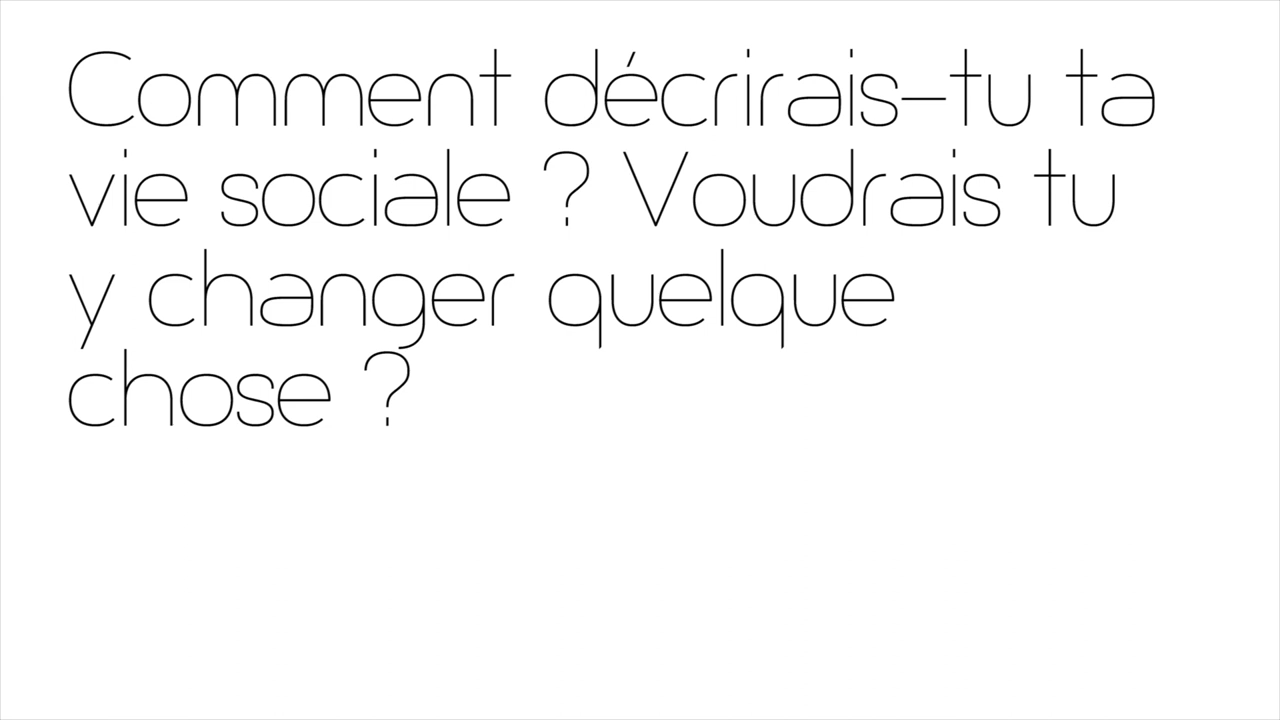 Comment décrirais-tu ta
vie sociale ? Voudrais tu
y changer quelque
chose ?